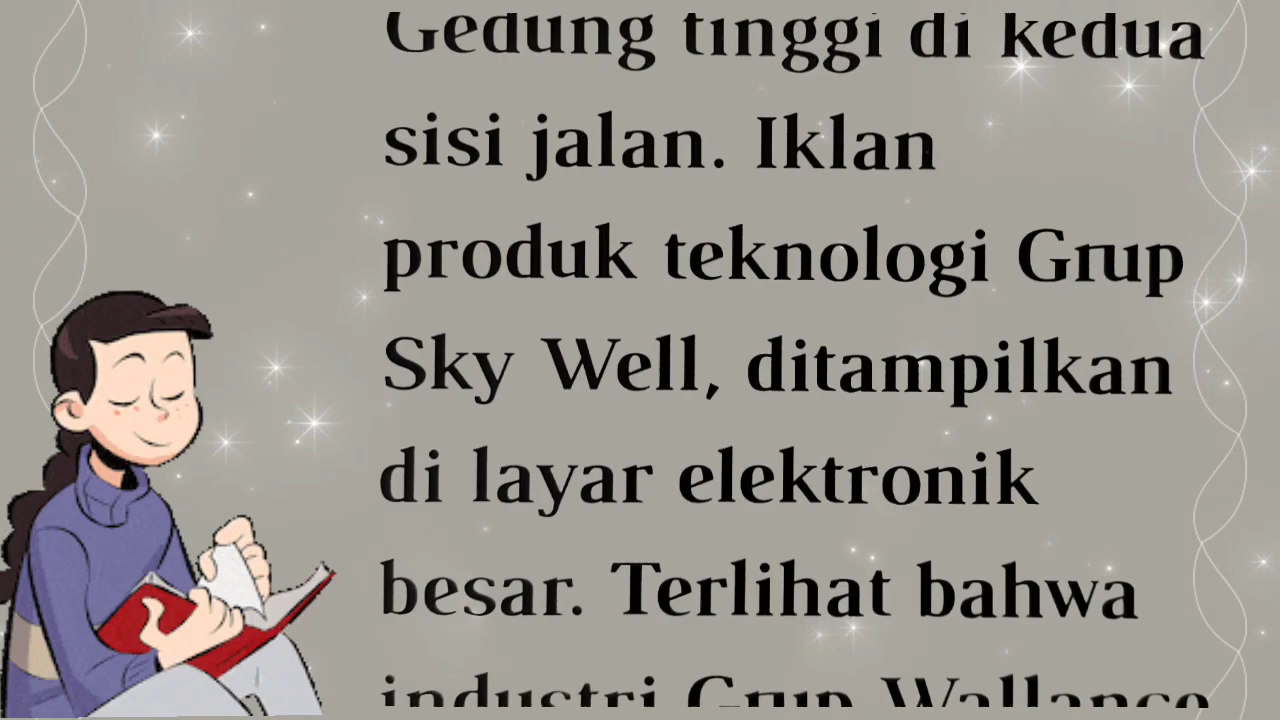 Gedung tinggi di kedua
sisi jalan. Iklan
produk teknologi Grup
Sky Well, ditampilkan
di layar elektronik
besar. Terlihat bahwa
industri Grup Wallance